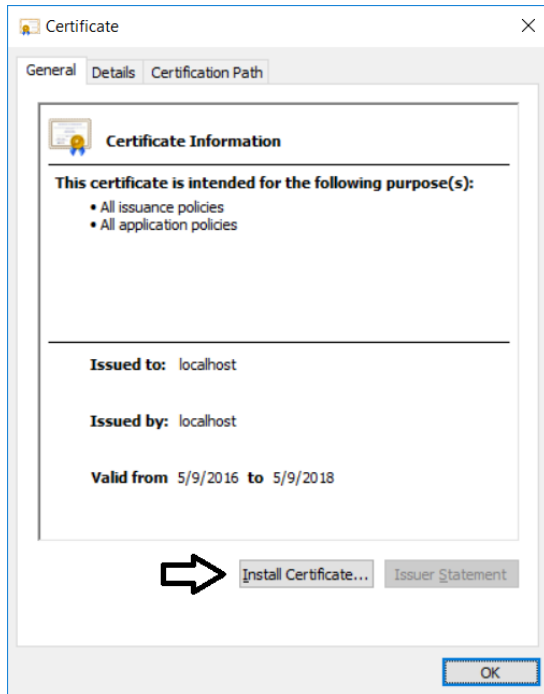 Certificate
General Details Certification Path
Certificate Information
This certificate is intended for the following purpose(s):
• All issuance policies
• All application policies
Issued to: localhost
Issued by: localhost
Valid from 5/9/2016 to 5/9/2018
Install Certificate... Issuer Statement
OK